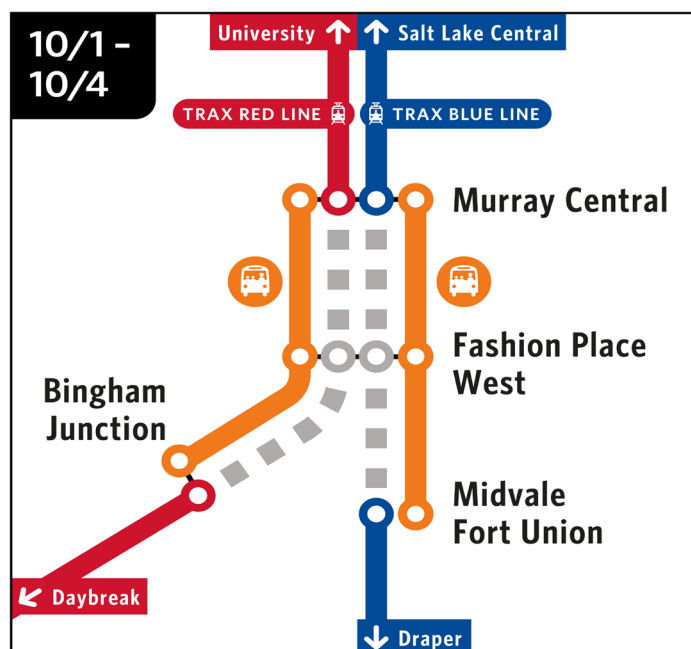 10/1 –
10/4
University
Salt Lake Central
TRAX RED LINE
TRAX BLUE LINE
Murray Central
Fashion Place
West
Bingham
Junction
Midvale
Fort Union
Daybreak
Draper